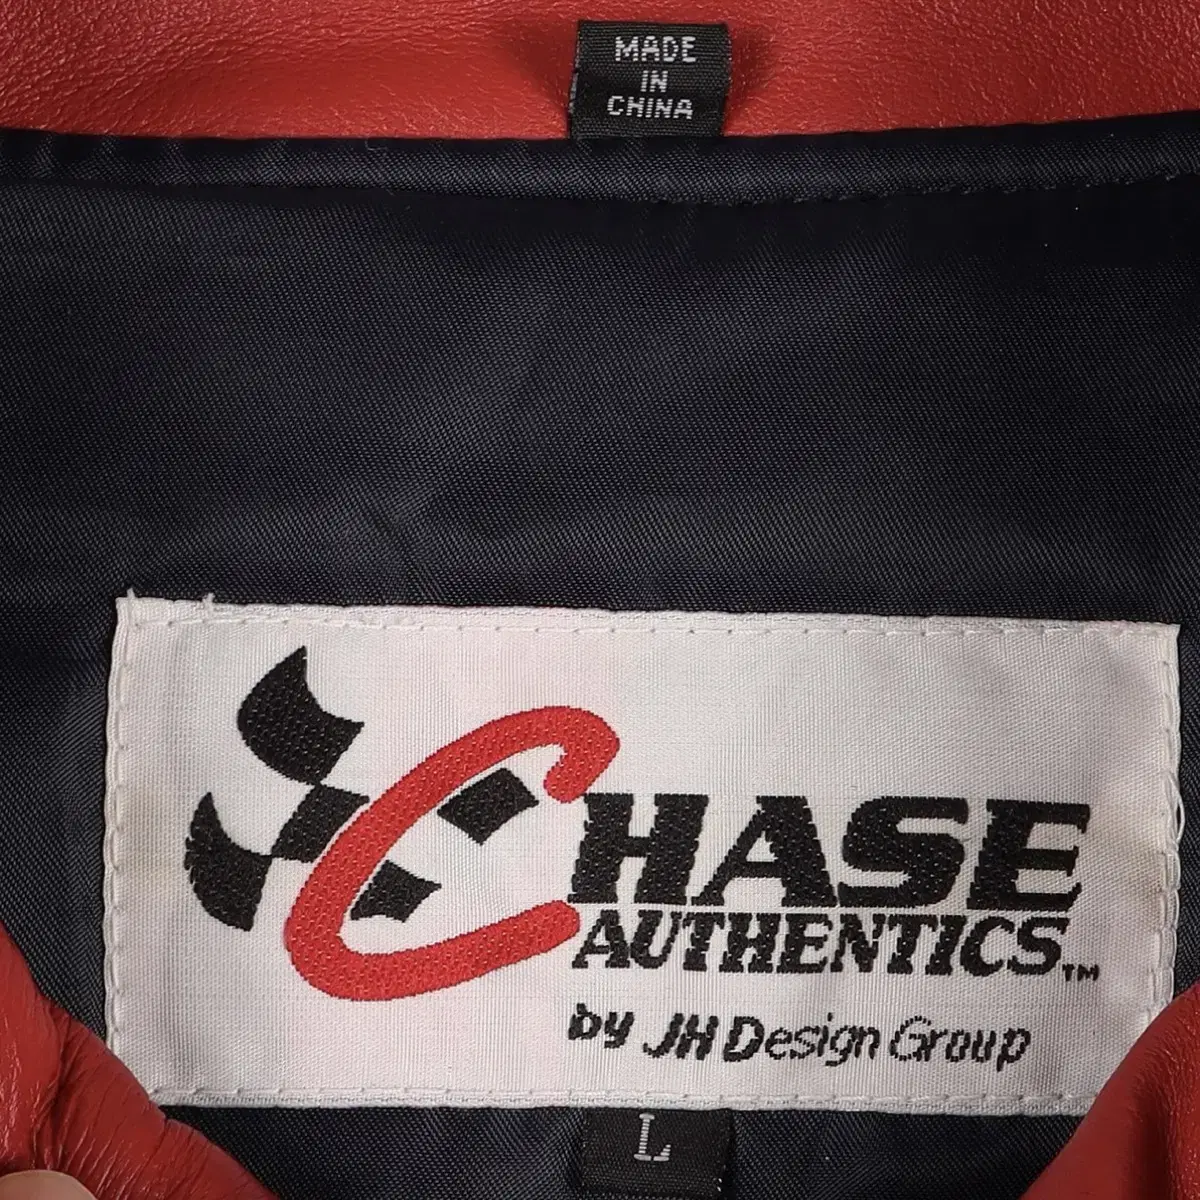 MADE
IN
CHINA
CHASE
AUTHENTICS™
by JH Design Group
L